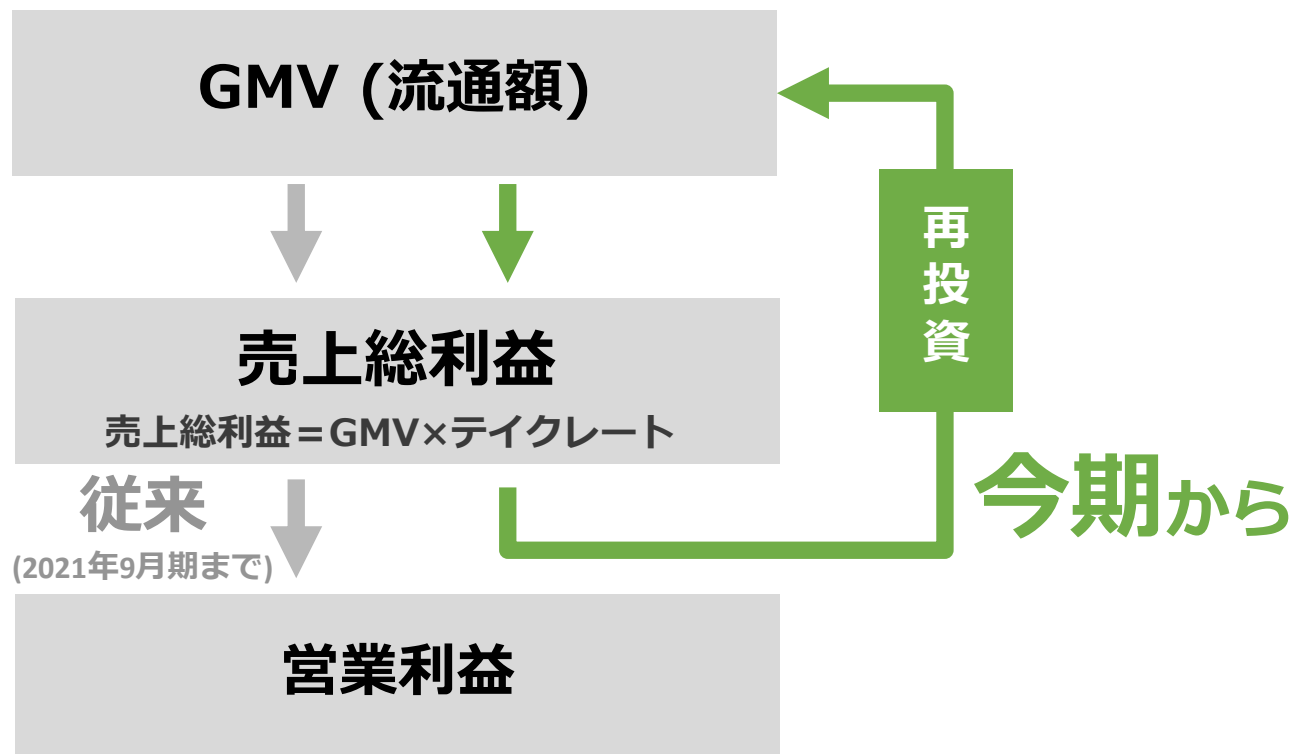 GMV (流通額)
再投資
売上総利益
売上総利益＝GMV×テイクレート
従来
(2021年9月期まで)
今期から
営業利益